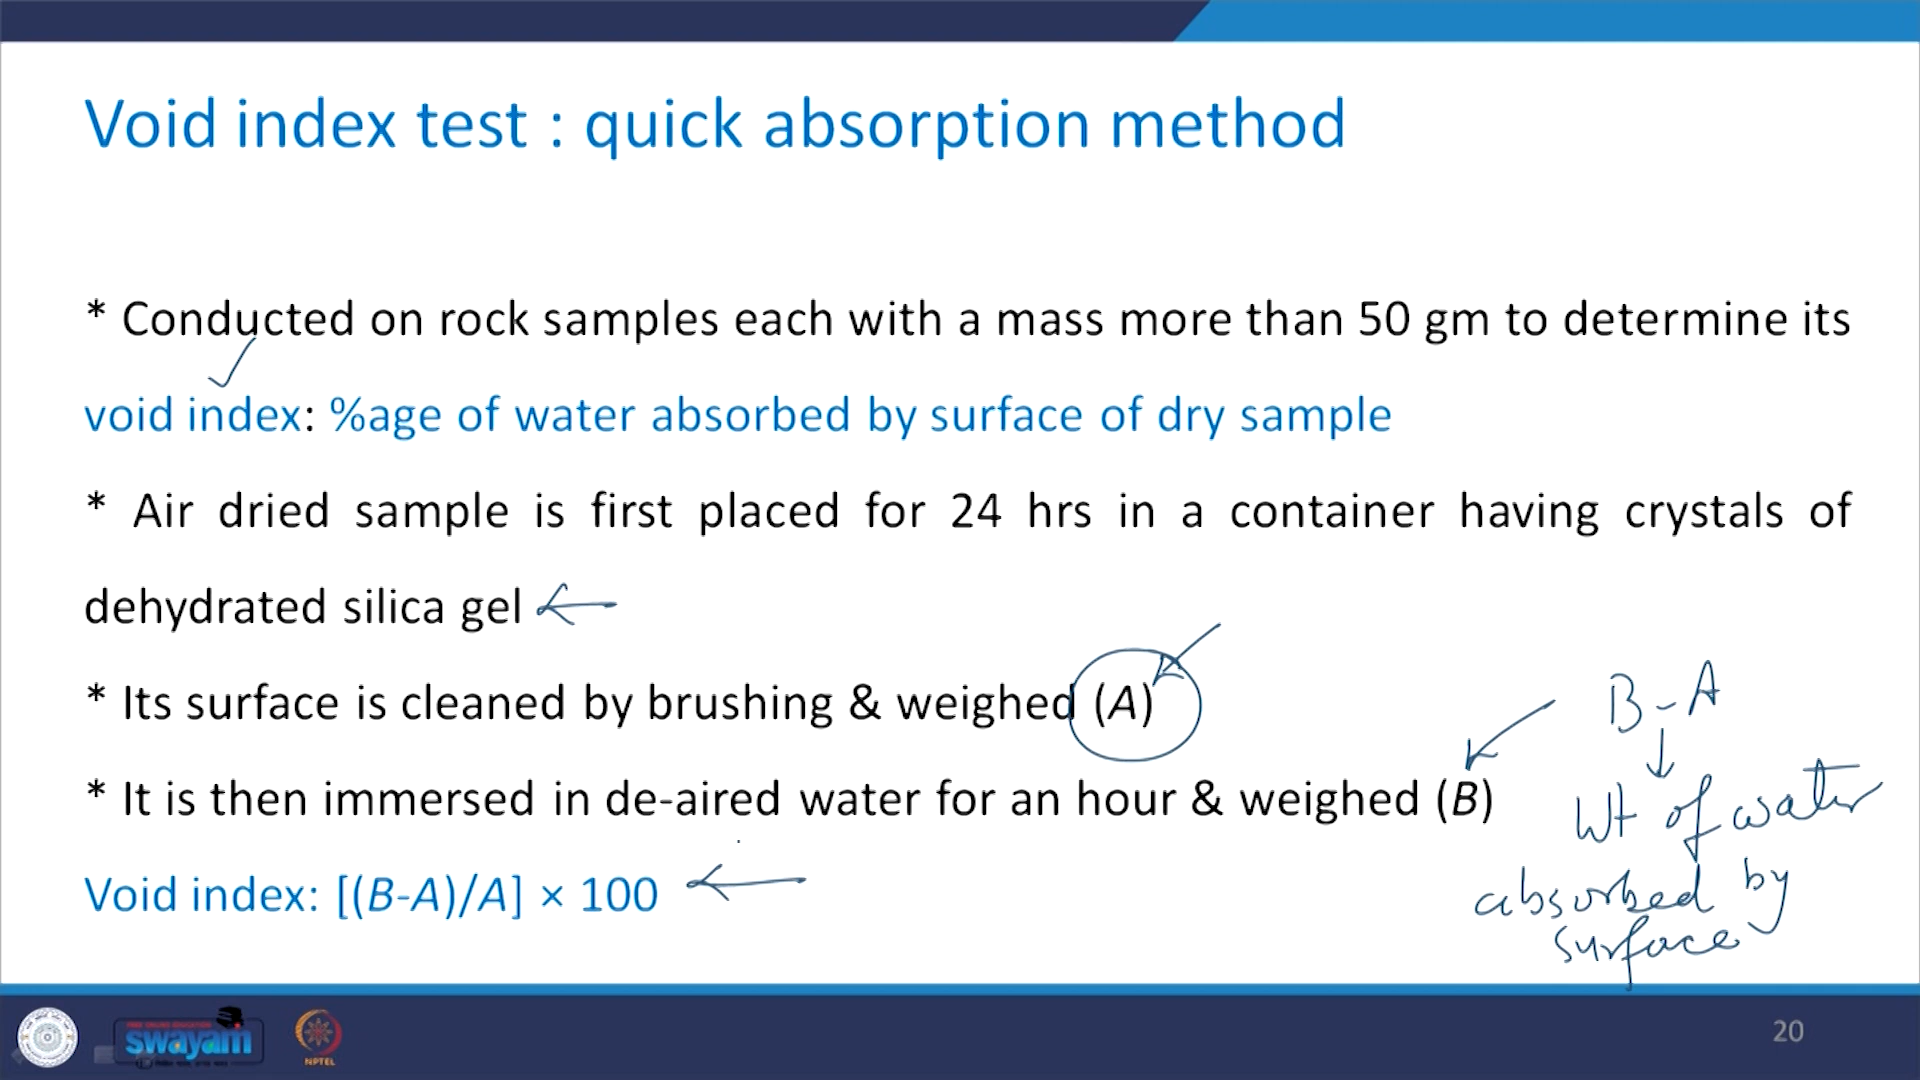 Void index test : quick absorption method
* Conducted on rock samples each with a mass more than 50 gm to determine its
void index: %age of water absorbed by surface of dry sample
* Air dried sample is first placed for 24 hrs in a container having crystals of
dehydrated silica gel
* Its surface is cleaned by brushing & weighed (A)
* It is then immersed in de-aired water for an hour & weighed (B)
Void index: [(B-A)/A] × 100
B-A
Wt of water
absorbed by
surface
FREE ONLINE EDUCATION
swayam
NPTEL
20